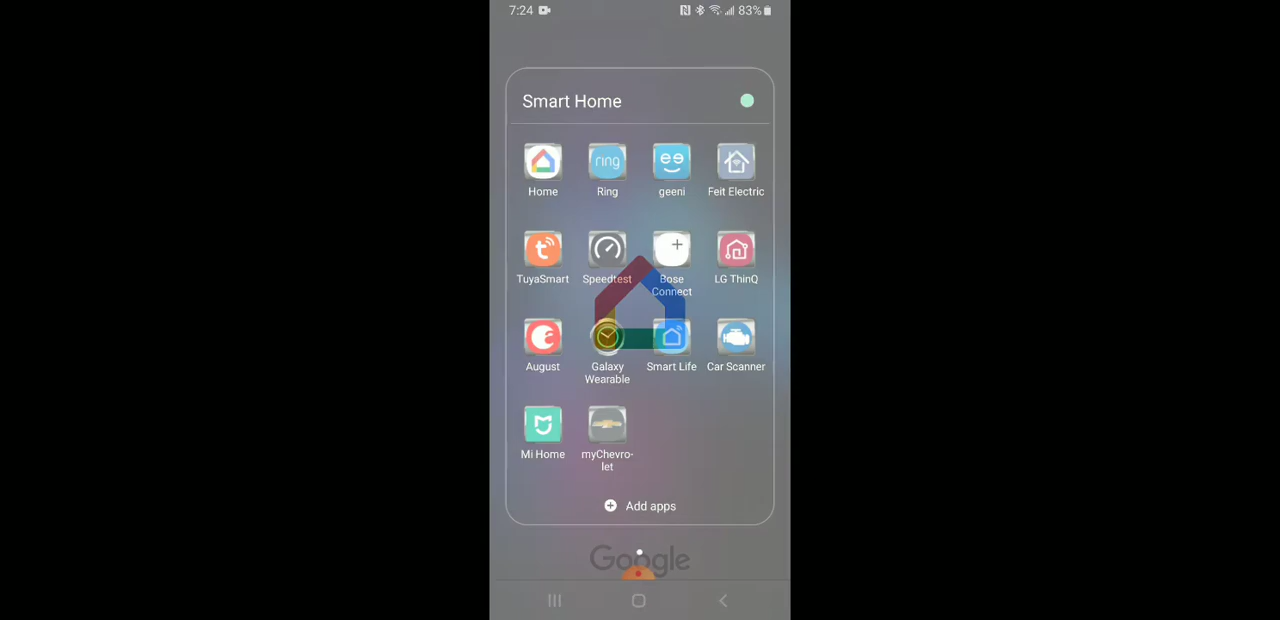 7:24 83%
Smart Home
Home ring Ring geeni Feit Electric
TuyaSmart Speedtest Bose Connect LG ThinQ
August Galaxy Wearable Smart Life Car Scanner
Mi Home myChevro-
let
Add apps
Google